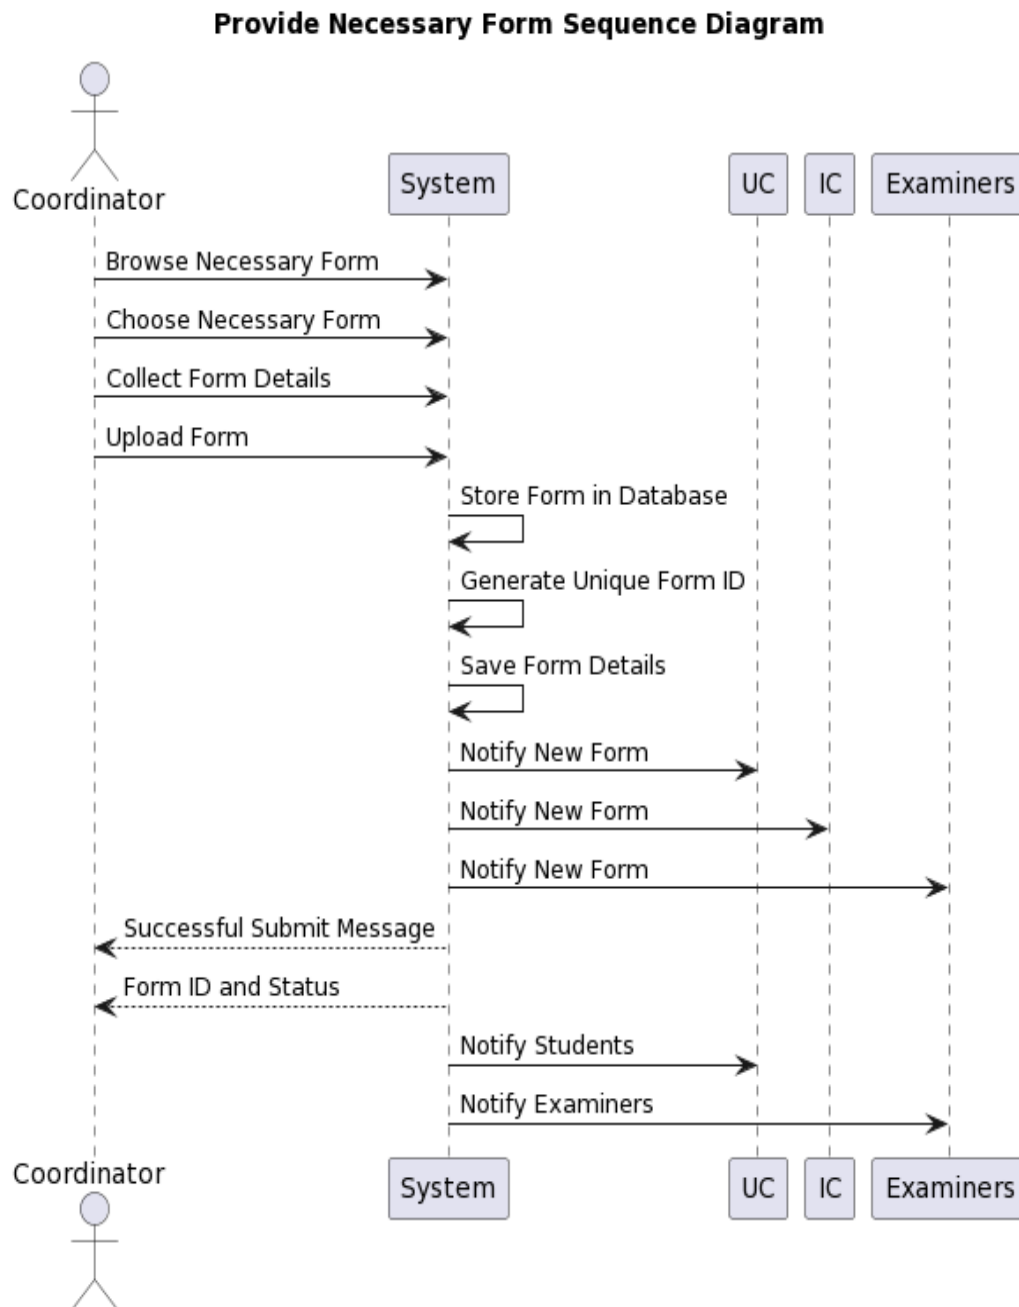 Provide Necessary Form Sequence Diagram
Coordinator
System
UC
IC
Examiners
Browse Necessary Form
Choose Necessary Form
Collect Form Details
Upload Form
Store Form in Database
Generate Unique Form ID
Save Form Details
Notify New Form
Notify New Form
Notify New Form
Successful Submit Message
Form ID and Status
Notify Students
Notify Examiners
Coordinator
System
UC
IC
Examiners